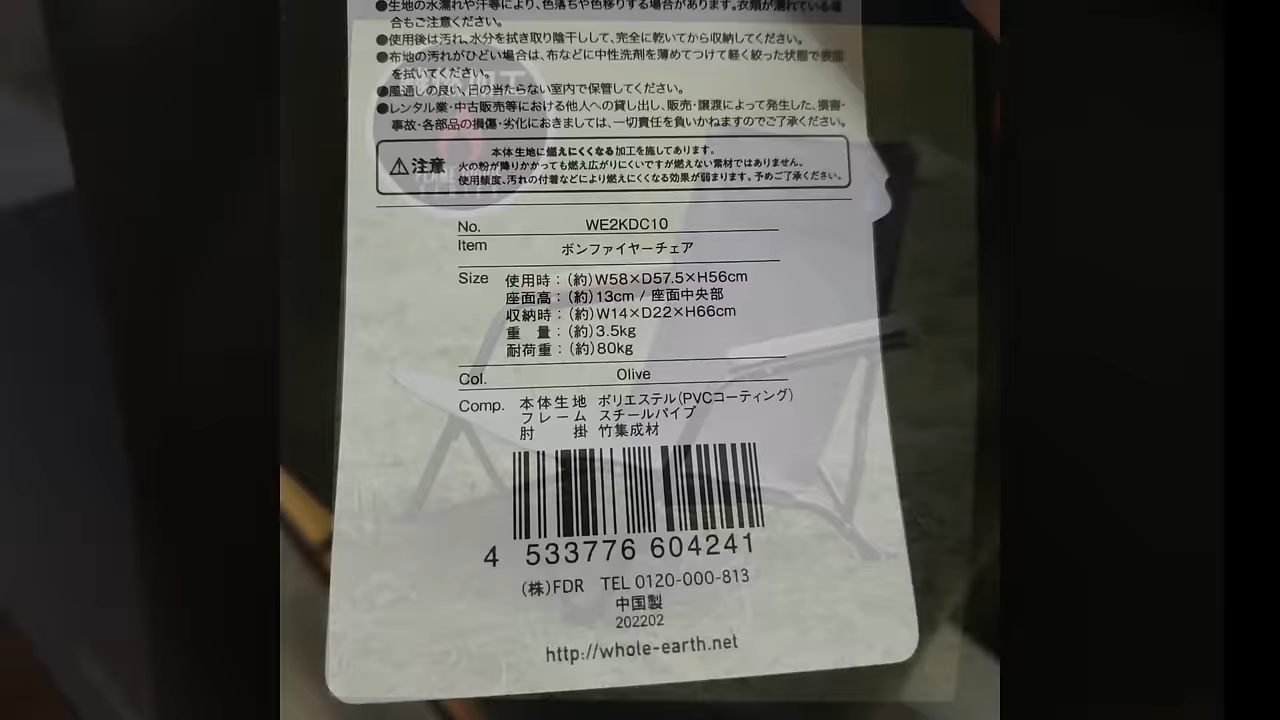 ●生地の水濡れや汗等により、色落ちや色移りする場合があります。衣類が濡れている場
合もご注意ください。
●使用後は汚れ、水分を拭き取り陰干しして、完全に乾いてから収納してください。
●布地の汚れがひどい場合は、布などに中性洗剤を薄めてつけて軽く絞った状態で表面
を拭いてください。
●風通しの良い、日の当たらない室内で保管してください。
●レンタル業・中古販売等における他人への貸し出し、販売・譲渡によって発生した、損害・
事故・各部品の損傷・劣化におきましては、一切責任を負いかねますのでご了承ください。
⚠注意
本体生地に燃えにくくなる加工を施してあります。
火の粉が降りかかっても燃え広がりにくいですが燃えない素材ではありません。
使用頻度、汚れの付着などにより燃えにくくなる効果が弱まります。予めご了承ください。
No. WE2KDC10
Item ボンファイヤーチェア
Size 使用時：(約)W58×D57.5×H56cm
座面高：(約)13cm / 座面中央部
収納時：(約)W14×D22×H66cm
重 量：(約)3.5kg
耐荷重：(約)80kg
Col. Olive
Comp. 本体生地 ポリエステル(PVCコーティング)
フレーム スチールパイプ
肘 掛 竹集成材
4 533776 604241
(株)FDR TEL 0120-000-813
中国製
202202
http://whole-earth.net